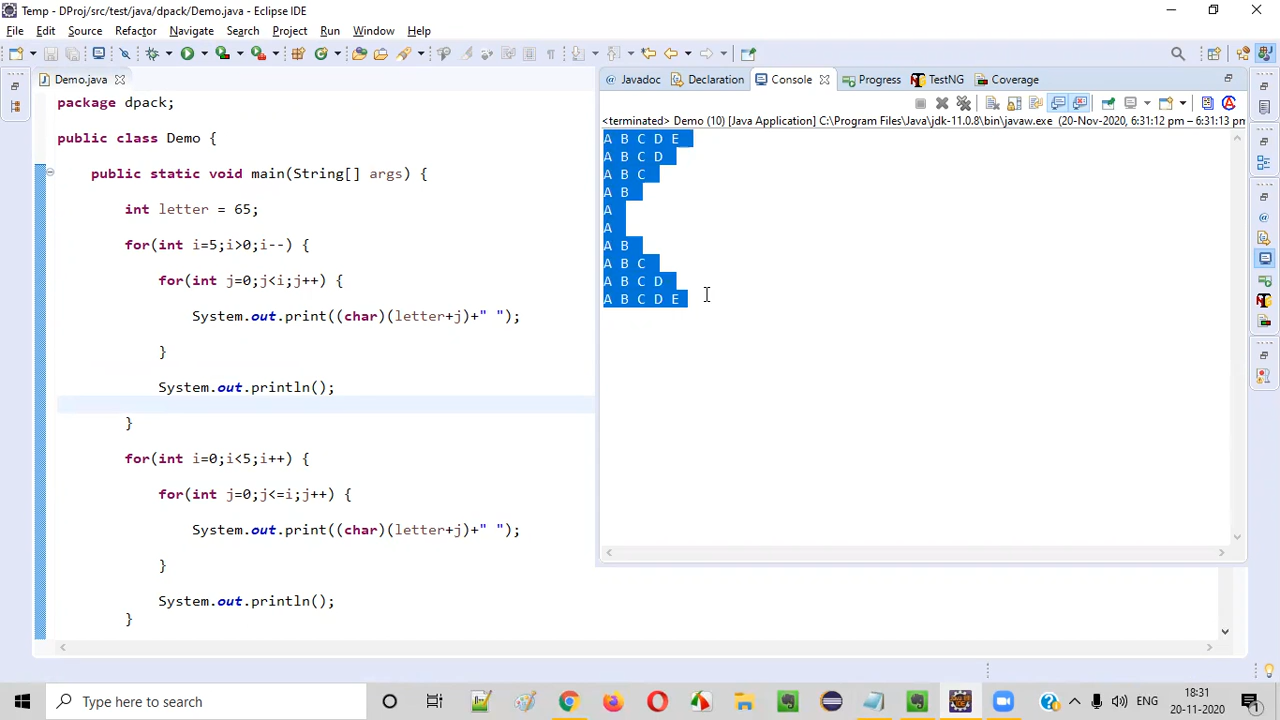 Temp - DProj/src/test/java/dpack/Demo.java - Eclipse IDE
File Edit Source Refactor Navigate Search Project Run Window Help
Demo.java
package dpack;
public class Demo {
public static void main(String[] args) {
int letter = 65;
for(int i=5;i>0;i--) {
for(int j=0;j<i;j++) {
System.out.print((char)(letter+j)+" ");
}
System.out.println();
}
for(int i=0;i<5;i++) {
for(int j=0;j<=i;j++) {
System.out.print((char)(letter+j)+" ");
}
System.out.println();
}
Javadoc Declaration Console Progress TestNG Coverage
<terminated> Demo (10) [Java Application] C:\Program Files\Java\jdk-11.0.8\bin\javaw.exe (20-Nov-2020, 6:31:12 pm – 6:31:13 pm
A B C D E
A B C D
A B C
A B
A
A
A B
A B C
A B C D
A B C D E
Type here to search
ENG
18:31
20-11-2020
1